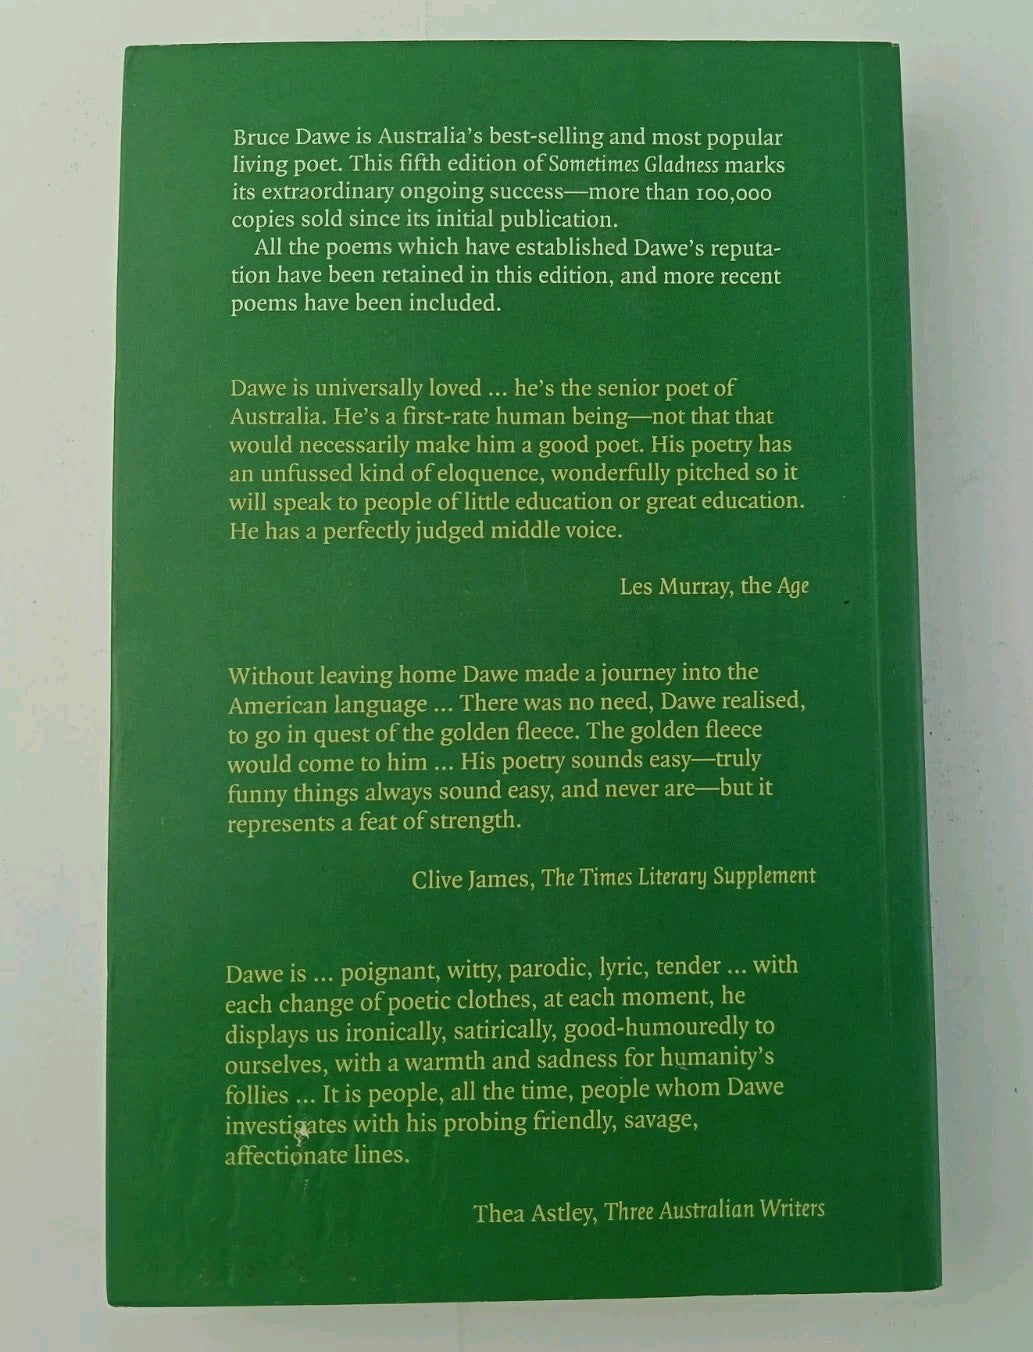 Bruce Dawe is Australia's best-selling and most popular
living poet. This fifth edition of Sometimes Gladness marks
its extraordinary ongoing success—more than 100,000
copies sold since its initial publication.
All the poems which have established Dawe's reputa-
tion have been retained in this edition, and more recent
poems have been included.
Dawe is universally loved ... he's the senior poet of
Australia. He's a first-rate human being—not that that
would necessarily make him a good poet. His poetry has
an unfussed kind of eloquence, wonderfully pitched so it
will speak to people of little education or great education.
He has a perfectly judged middle voice.
Les Murray, the Age
Without leaving home Dawe made a journey into the
American language ... There was no need, Dawe realised,
to go in quest of the golden fleece. The golden fleece
would come to him ... His poetry sounds easy—truly
funny things always sound easy, and never are—but it
represents a feat of strength.
Clive James, The Times Literary Supplement
Dawe is ... poignant, witty, parodic, lyric, tender ... with
each change of poetic clothes, at each moment, he
displays us ironically, satirically, good-humouredly to
ourselves, with a warmth and sadness for humanity's
follies ... It is people, all the time, people whom Dawe
investigates with his probing friendly, savage,
affectionate lines.
Thea Astley, Three Australian Writers